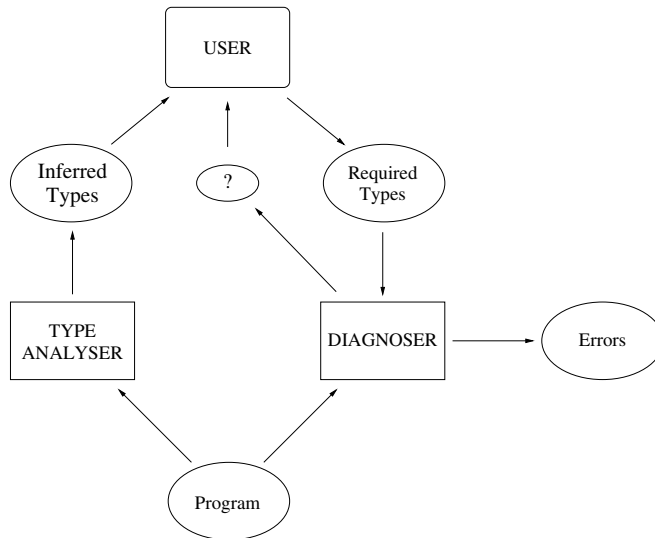 USER
Inferred
Types
?
Required
Types
TYPE
ANALYSER
DIAGNOSER
Errors
Program